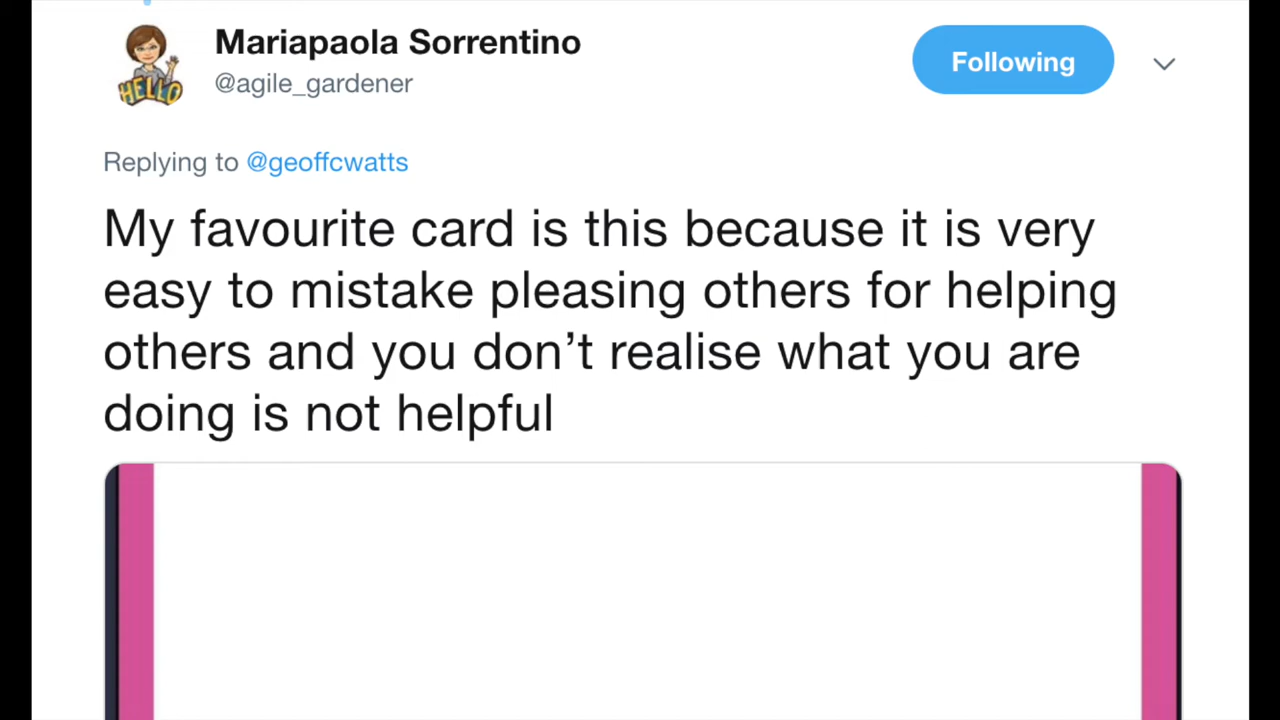 Mariapaola Sorrentino
@agile_gardener
Following
HELLO
Replying to @geoffcwatts
My favourite card is this because it is very
easy to mistake pleasing others for helping
others and you don’t realise what you are
doing is not helpful